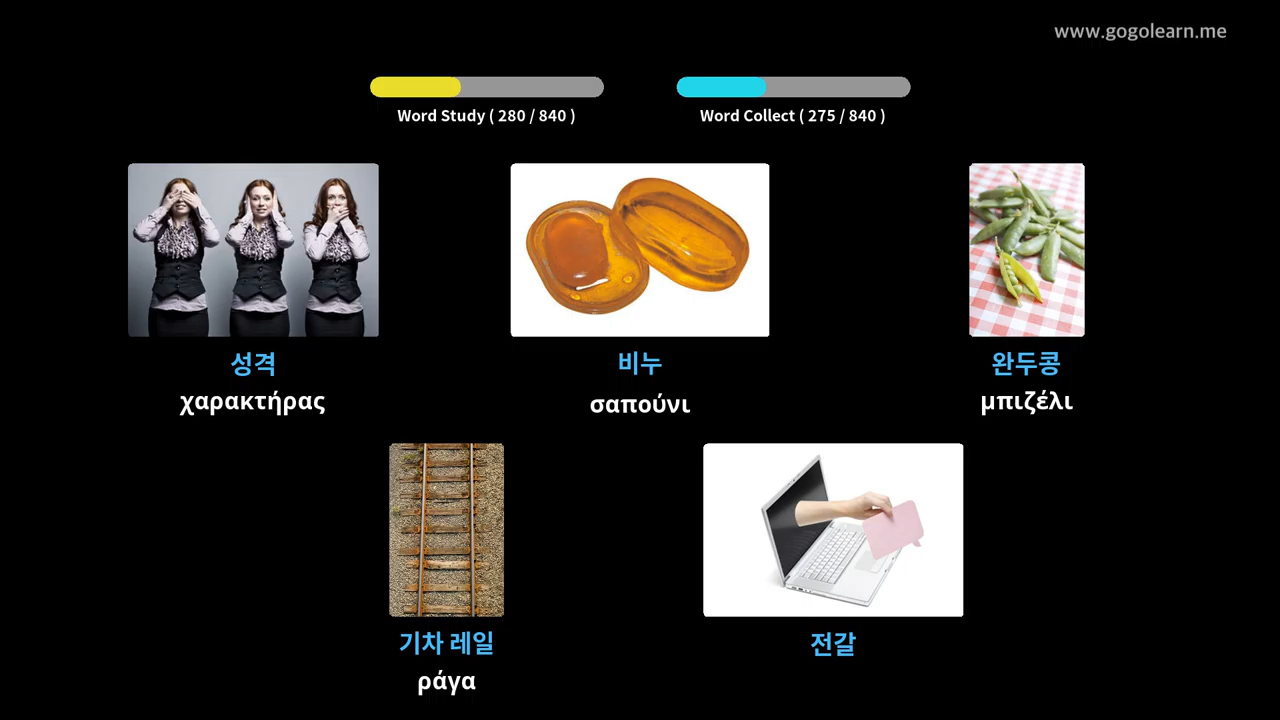 www.gogolearn.me
Word Study ( 280 / 840 )
Word Collect ( 275 / 840 )
성격
χαρακτήρας
비누
σαπούνι
완두콩
μπιζέλι
기차 레일
ράγα
전갈